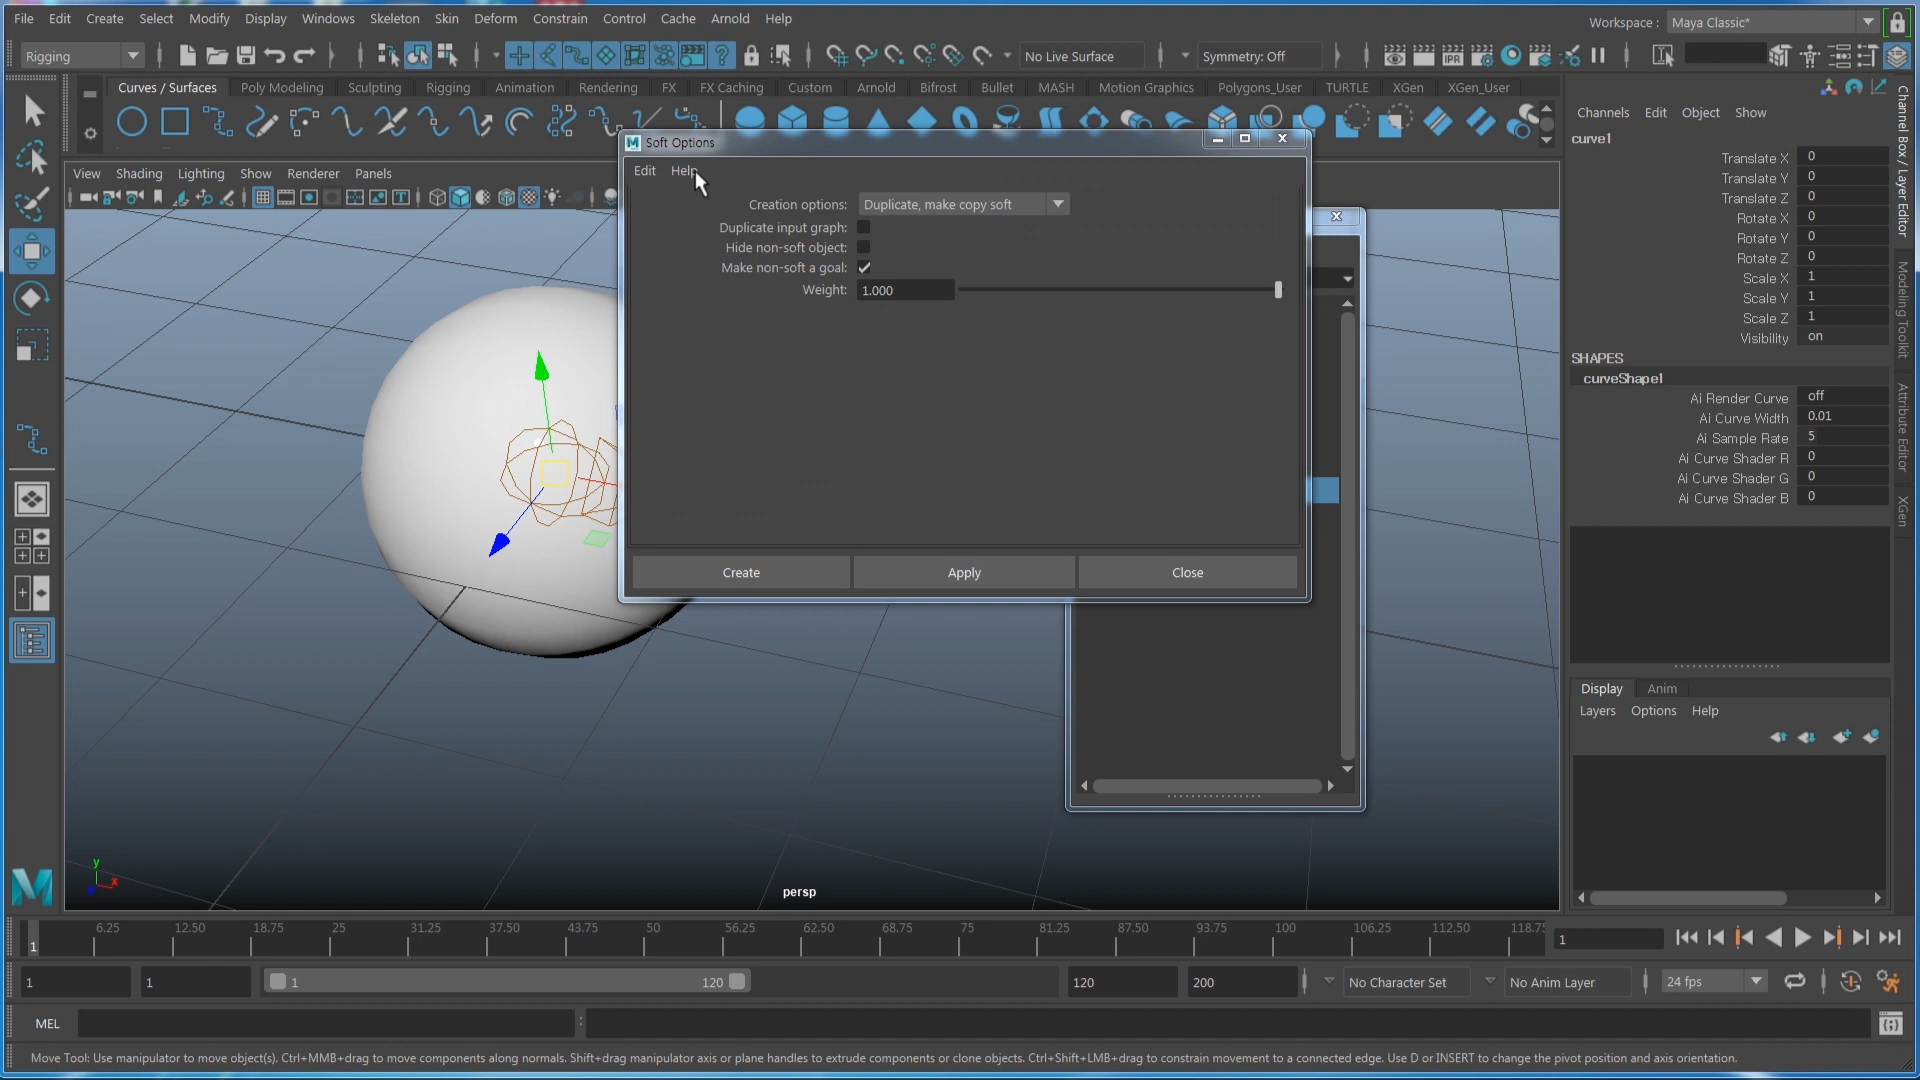 File Edit Create Select Modify Display Windows Skeleton Skin Deform Constrain Control Cache Arnold Help
Workspace : Maya Classic*
Rigging
No Live Surface
Symmetry: Off
IPR
Curves / Surfaces Poly Modeling Sculpting Rigging Animation Rendering FX FX Caching Custom Arnold Bifrost Bullet MASH Motion Graphics Polygons_User TURTLE XGen XGen_User
View Shading Lighting Show Renderer Panels
Soft Options
Edit Help
Creation options: Duplicate, make copy soft
Duplicate input graph:
Hide non-soft object:
Make non-soft a goal:
Weight: 1.000
Create Apply Close
persp
y
x
Channels Edit Object Show
curve1
Translate X 0
Translate Y 0
Translate Z 0
Rotate X 0
Rotate Y 0
Rotate Z 0
Scale X 1
Scale Y 1
Scale Z 1
Visibility on
SHAPES
curveShape1
Ai Render Curve off
Ai Curve Width 0.01
Ai Sample Rate 5
Ai Curve Shader R 0
Ai Curve Shader G 0
Ai Curve Shader B 0
Display Anim
Layers Options Help
Channel Box / Layer Editor
Modeling Toolkit
Attribute Editor
XGen
1 6.25 12.50 18.75 25 31.25 37.50 43.75 50 56.25 62.50 68.75 75 81.25 87.50 93.75 100 106.25 112.50 118.75
1
1 1 1 120 120 200 No Character Set No Anim Layer 24 fps
MEL :
Move Tool: Use manipulator to move object(s). Ctrl+MMB+drag to move components along normals. Shift+drag manipulator axis or plane handles to extrude components or clone objects. Ctrl+Shift+LMB+drag to constrain movement to a connected edge. Use D or INSERT to change the pivot position and axis orientation.